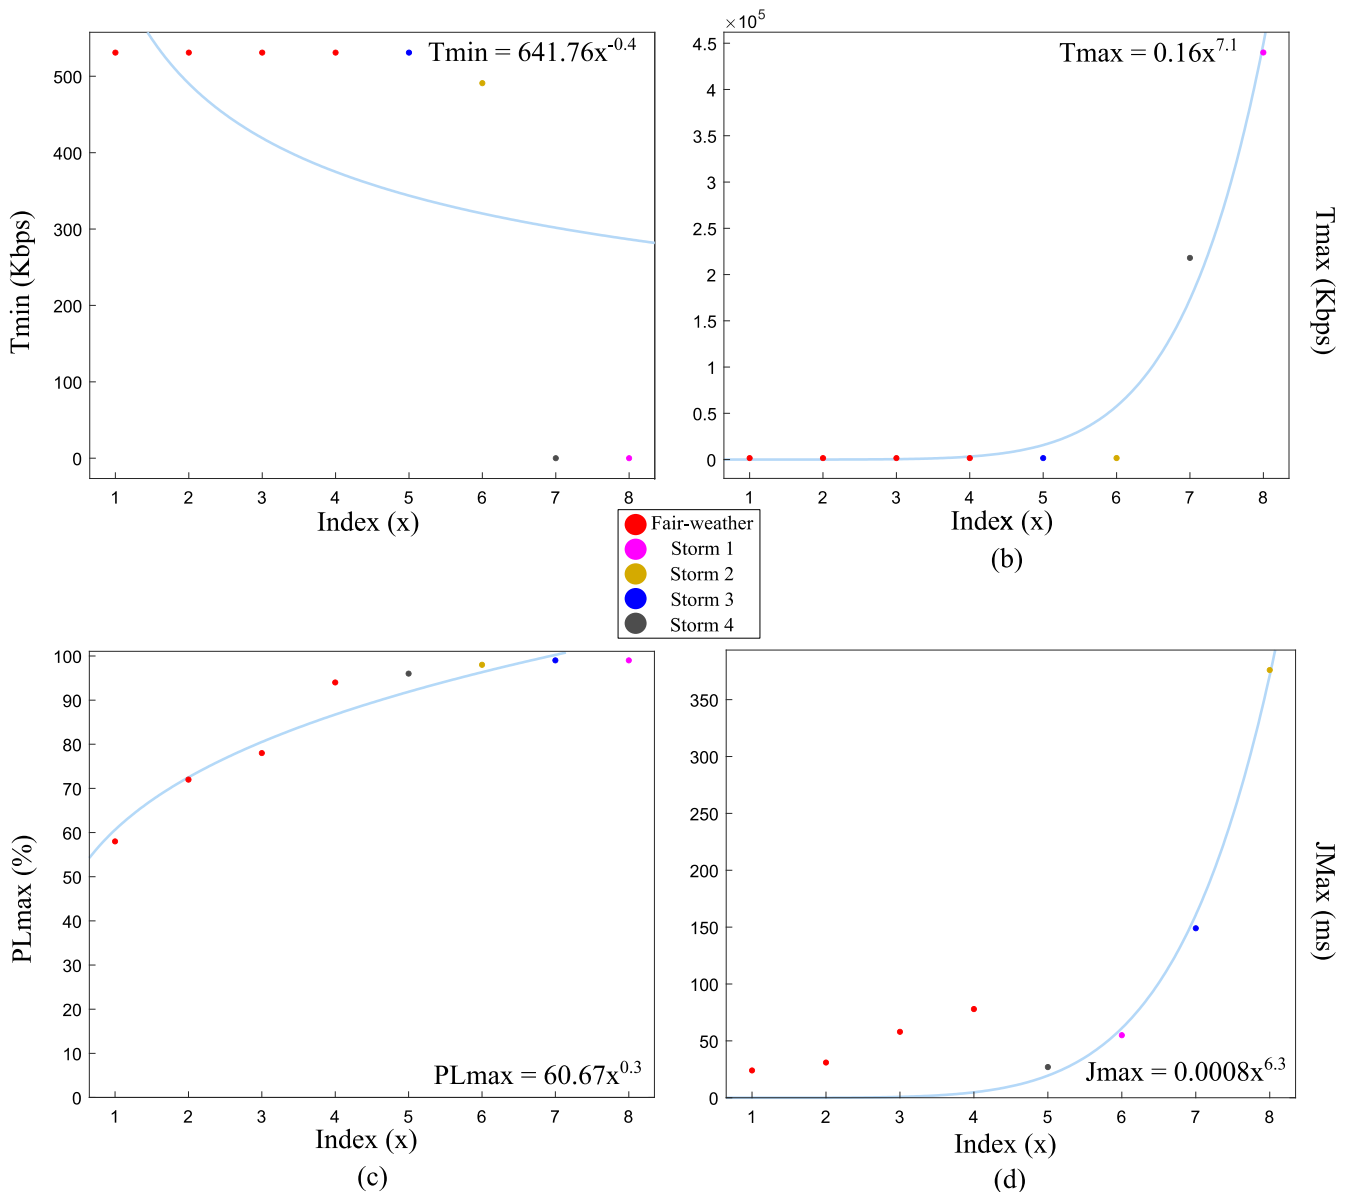 Tmin = 641.76x^-0.4
500
400
300
200
100
0
Tmin (Kbps)
1 2 3 4 5 6 7 8
Index (x)
×10^5
Tmax = 0.16x^7.1
4.5
4
3.5
3
2.5
2
1.5
1
0.5
0
Tmax (Kbps)
1 2 3 4 5 6 7 8
Index (x)
(b)
Fair-weather
Storm 1
Storm 2
Storm 3
Storm 4
100
90
80
70
60
50
40
30
20
10
0
PLmax (%)
PLmax = 60.67x^0.3
1 2 3 4 5 6 7 8
Index (x)
(c)
350
300
250
200
150
100
50
0
JMax (ms)
Jmax = 0.0008x^6.3
1 2 3 4 5 6 7 8
Index (x)
(d)